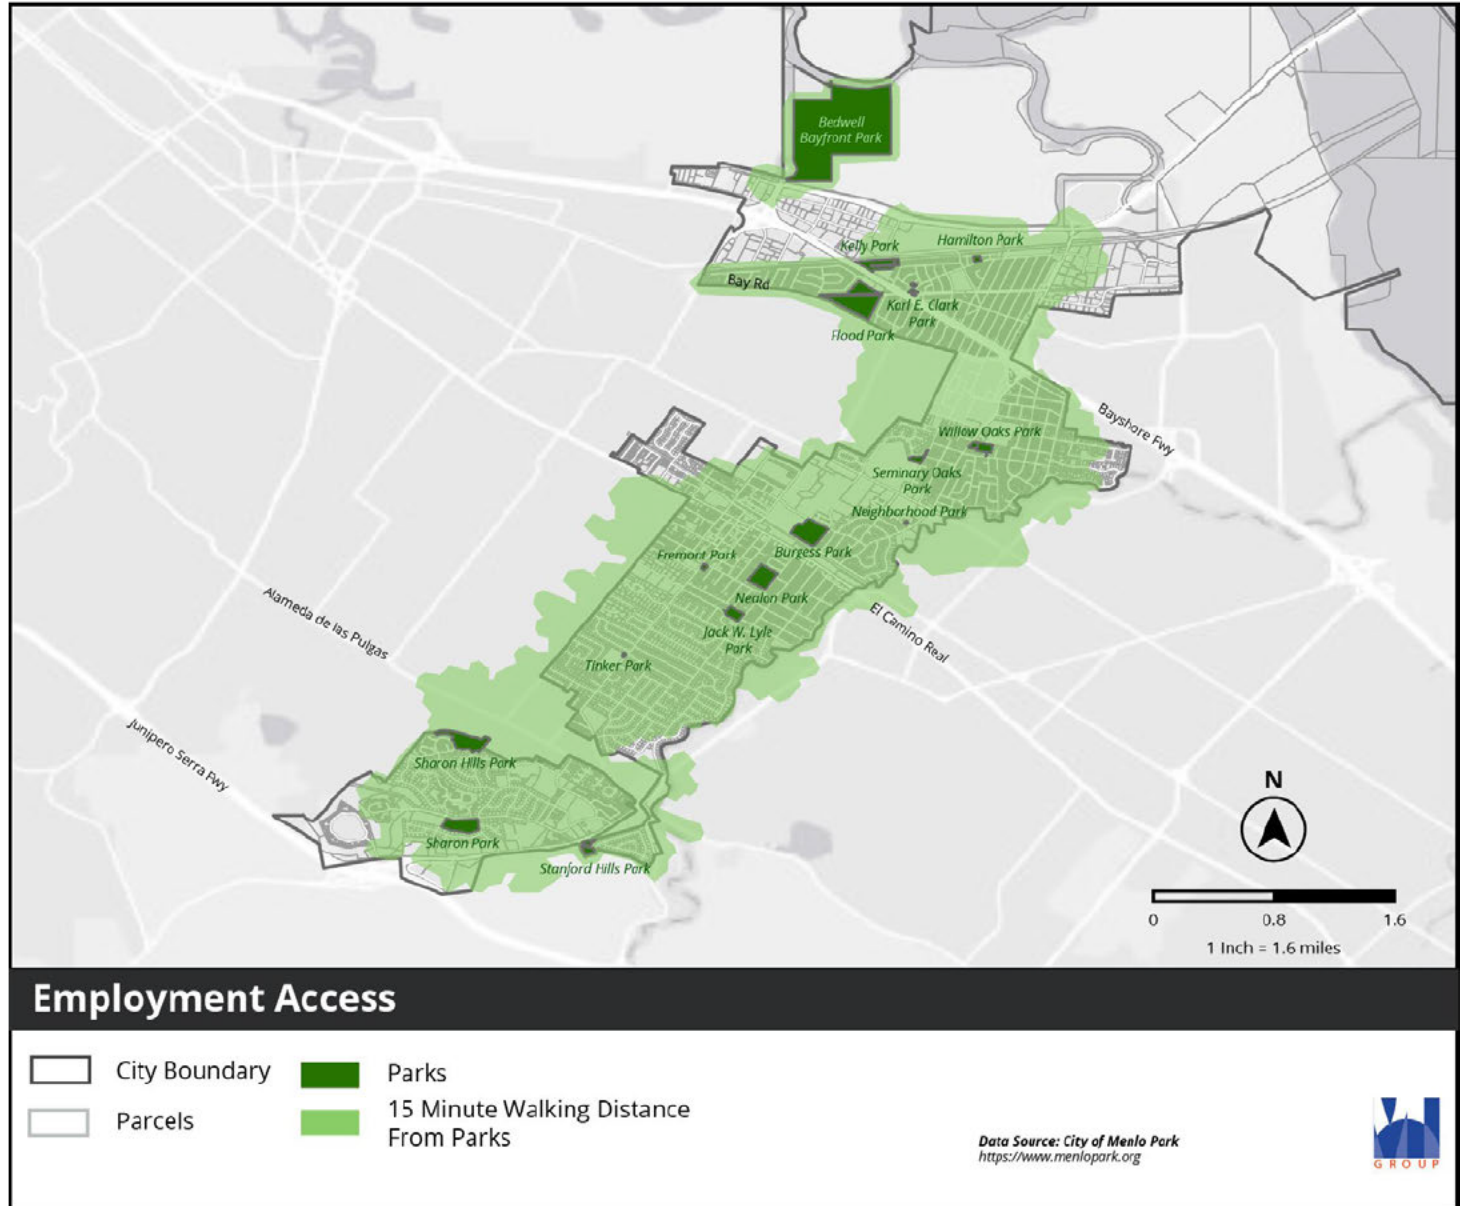 Bedwell
Bayfront Park
Kelly Park
Hamilton Park
Bay Rd
Karl E. Clark
Park
Flood Park
Bayshore Fwy
Willow Oaks Park
Seminary Oaks
Park
Neighborhood Park
Fremont Park
Burgess Park
Nealon Park
Alameda de las Pulgas
El Camino Real
Jack W. Lyle
Park
Tinker Park
Junipero Serra Fwy
Sharon Hills Park
Sharon Park
Stanford Hills Park
N
0 0.8 1.6
1 Inch = 1.6 miles
Employment Access
City Boundary
Parcels
Parks
15 Minute Walking Distance
From Parks
Data Source: City of Menlo Park
https://www.menlopark.org
GROUP